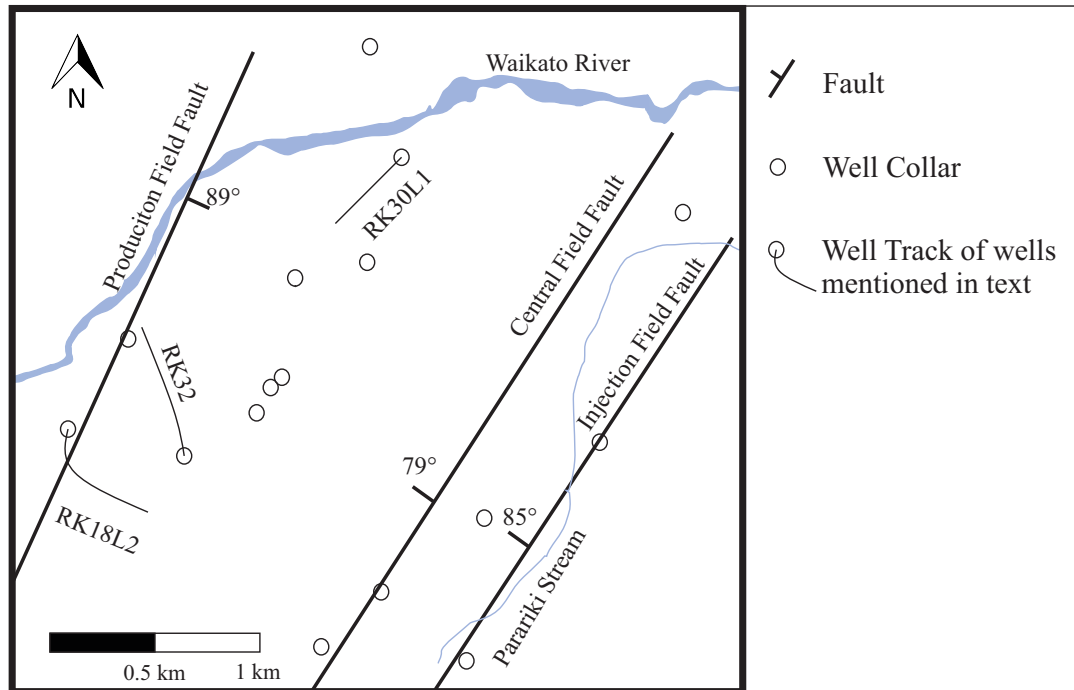 N
Waikato River
Produciton Field Fault
89°
RK30L1
Central Field Fault
Injection Field Fault
RK32
79°
RK18L2
85°
Parariki Stream
0.5 km
1 km
Fault
Well Collar
Well Track of wells
mentioned in text